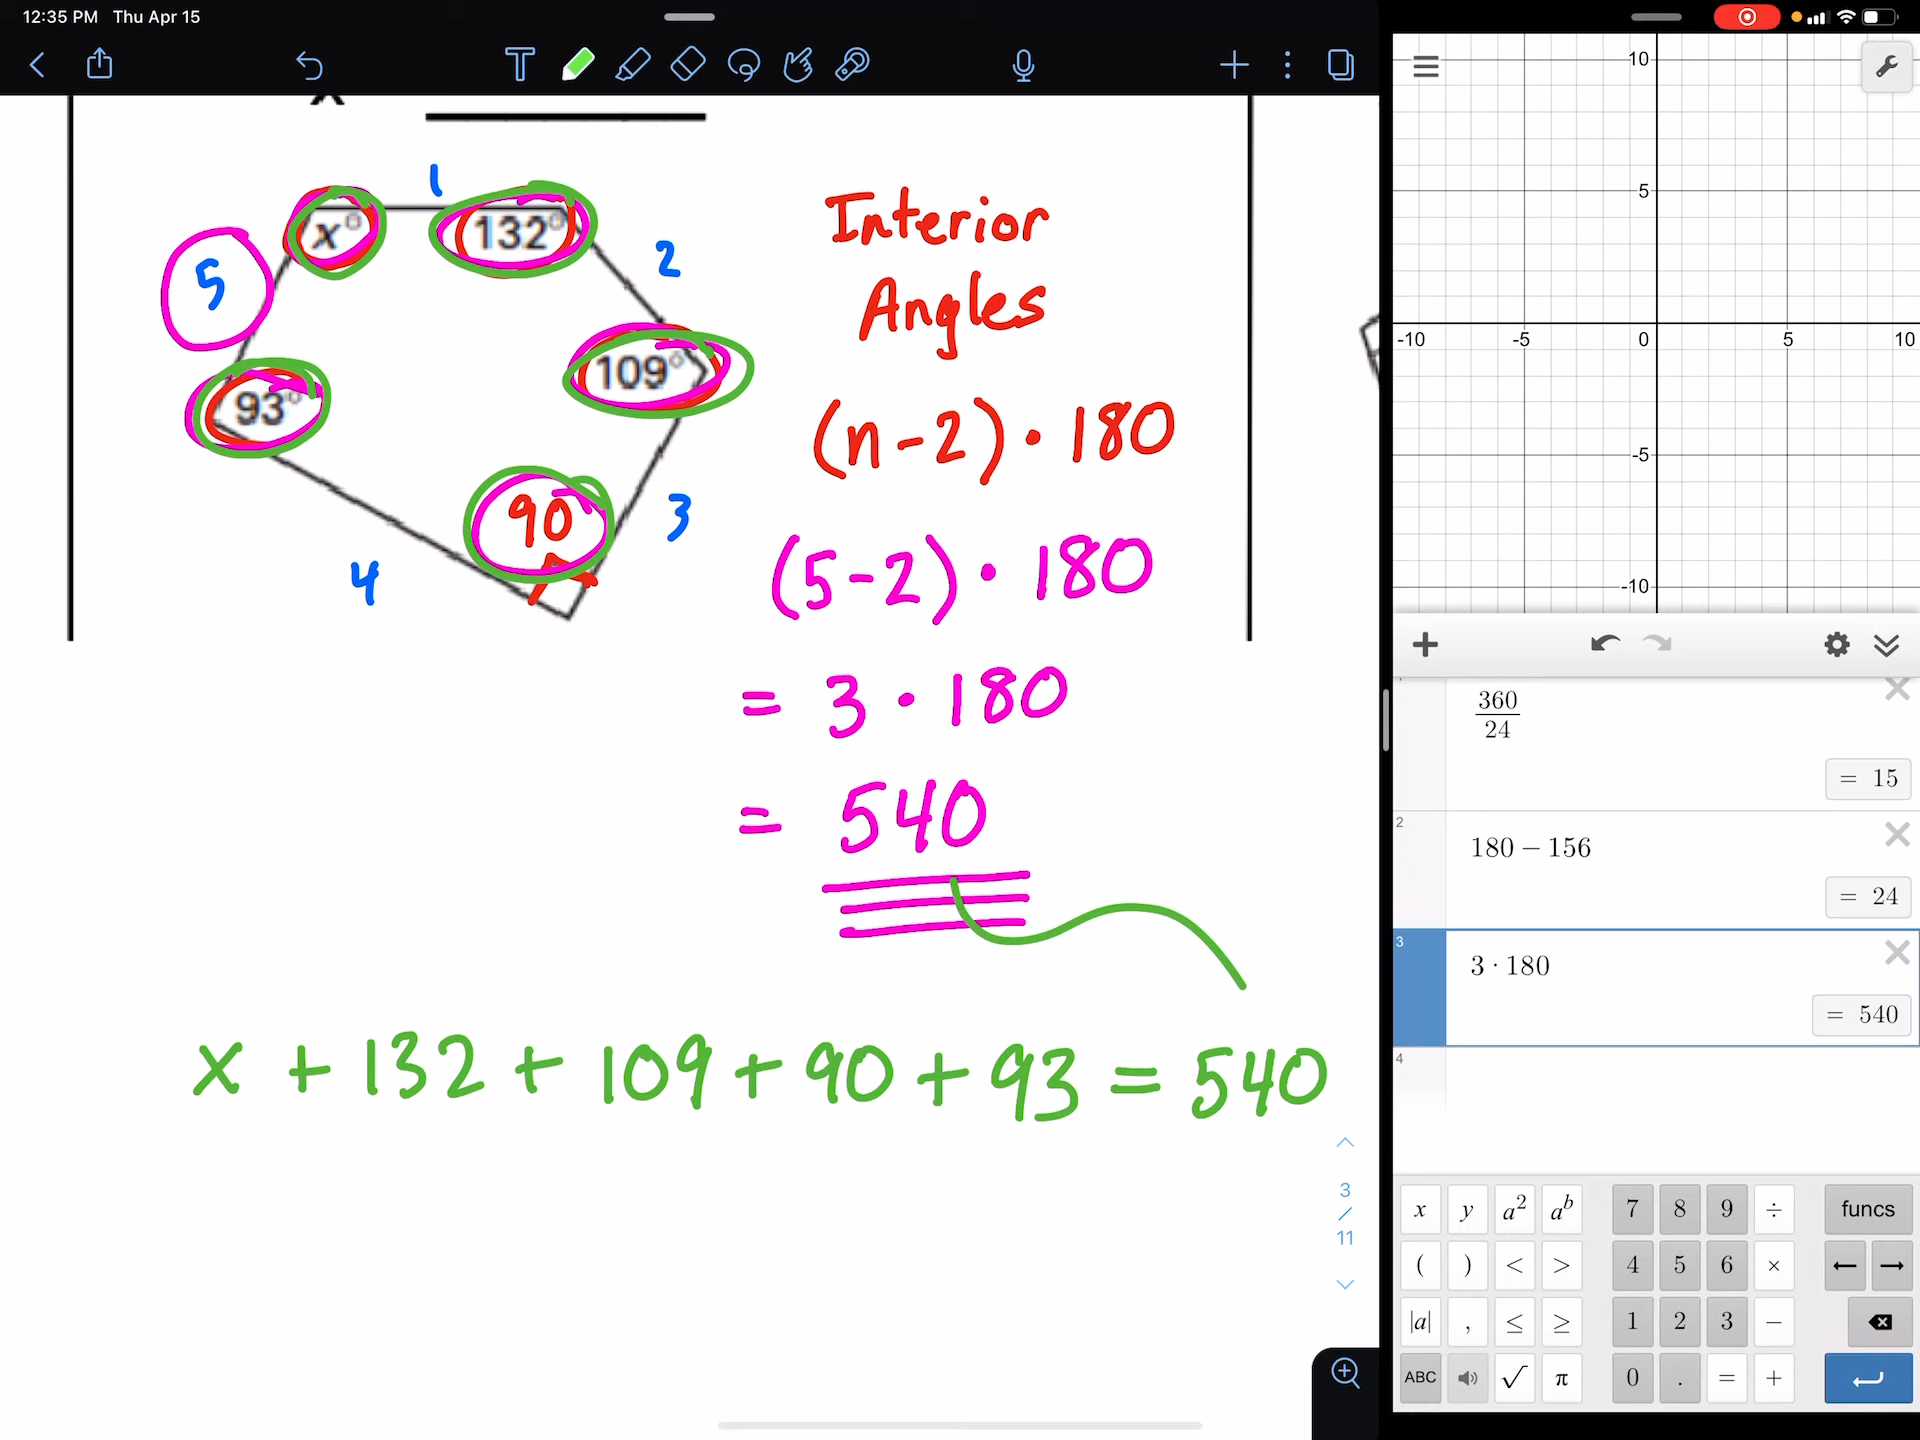 12:35 PM Thu Apr 15
1
x° 132°
2
5
109°
93°
90
3
4
Interior
Angles
(n-2)·180
(5-2)·180
= 3·180
= 540
x + 132 + 109 + 90 + 93 = 540
3
/
11
10
5
-10 -5 0 5 10
-5
-10
360
24
= 15
2
180 − 156
= 24
3
3 · 180
= 540
4
x y a² aᵇ 7 8 9 ÷ funcs
( ) < > 4 5 6 × ← →
|a| , ≤ ≥ 1 2 3 −
ABC √ π 0 . = +